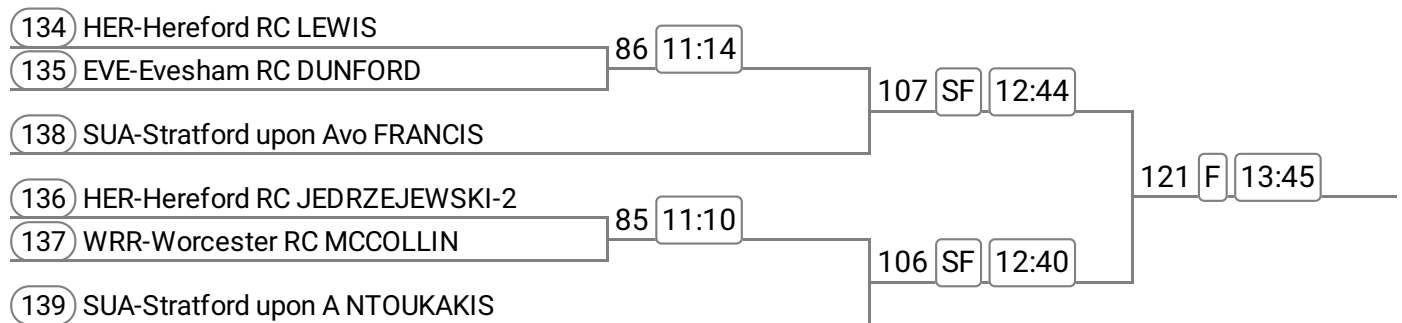 134 HER-Hereford RC LEWIS
86 11:14
135 EVE-Evesham RC DUNFORD
107 SF 12:44
138 SUA-Stratford upon Avo FRANCIS
121 F 13:45
136 HER-Hereford RC JEDRZEJEWSKI-2
85 11:10
137 WRR-Worcester RC MCCOLLIN
106 SF 12:40
139 SUA-Stratford upon A NTOUKAKIS